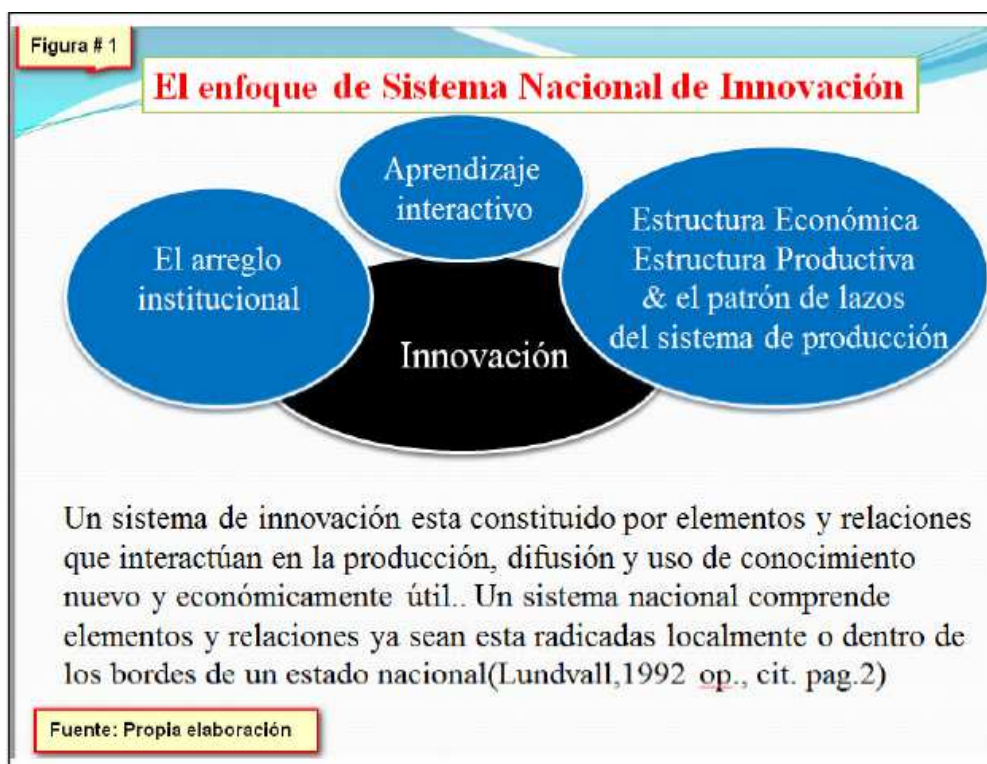 Figura # 1
El enfoque de Sistema Nacional de Innovación
Aprendizaje
interactivo
El arreglo
institucional
Estructura Económica
Estructura Productiva
& el patrón de lazos
del sistema de producción
Innovación
Un sistema de innovación esta constituido por elementos y relaciones
que interactúan en la producción, difusión y uso de conocimiento
nuevo y económicamente útil.. Un sistema nacional comprende
elementos y relaciones ya sean esta radicadas localmente o dentro de
los bordes de un estado nacional(Lundvall,1992 op., cit. pag.2)
Fuente: Propia elaboración